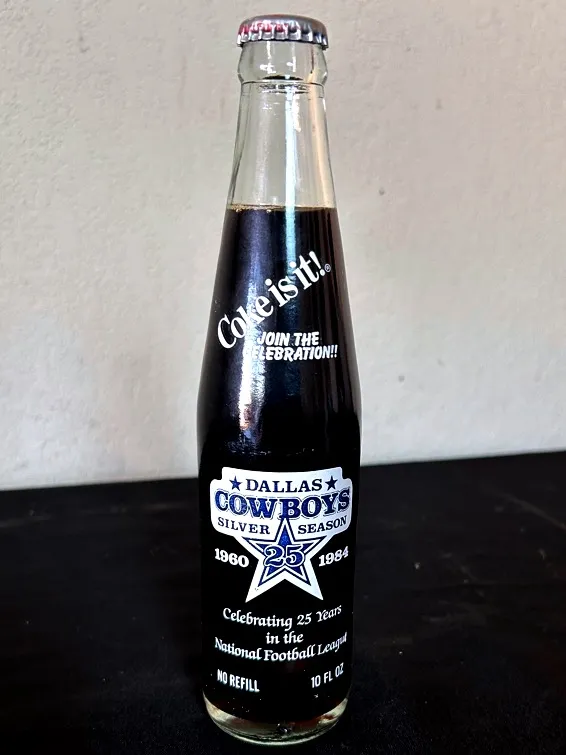 Coke is it!®
JOIN THE
CELEBRATION!!
★ DALLAS ★
COWBOYS
SILVER SEASON
1960 25 1984
Celebrating 25 Years
in the
National Football League
NO REFILL 10 FL OZ